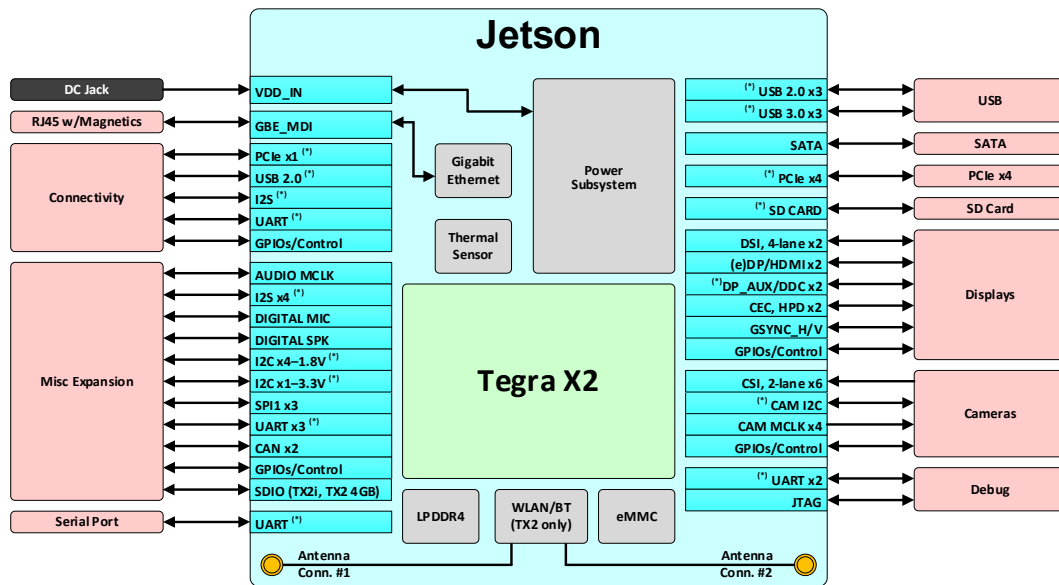 Jetson
DC Jack
RJ45 w/Magnetics
Connectivity
Misc Expansion
Serial Port
VDD_IN
GBE_MDI
PCIe x1 (*)
USB 2.0 (*)
I2S (*)
UART (*)
GPIOs/Control
AUDIO MCLK
I2S x4 (*)
DIGITAL MIC
DIGITAL SPK
I2C x4–1.8V (*)
I2C x1–3.3V (*)
SPI1 x3
UART x3 (*)
CAN x2
GPIOs/Control
SDIO (TX2i, TX2 4GB)
UART (*)
Gigabit
Ethernet
Thermal
Sensor
Power
Subsystem
Tegra X2
LPDDR4
WLAN/BT
(TX2 only)
eMMC
Antenna
Conn. #1
Antenna
Conn. #2
(*) USB 2.0 x3
(*) USB 3.0 x3
SATA
(*) PCIe x4
(*) SD CARD
DSI, 4-lane x2
(e)DP/HDMI x2
(*)DP_AUX/DDC x2
CEC, HPD x2
GSYNC_H/V
GPIOs/Control
CSI, 2-lane x6
(*) CAM I2C
CAM MCLK x4
GPIOs/Control
(*) UART x2
JTAG
USB
SATA
PCIe x4
SD Card
Displays
Cameras
Debug